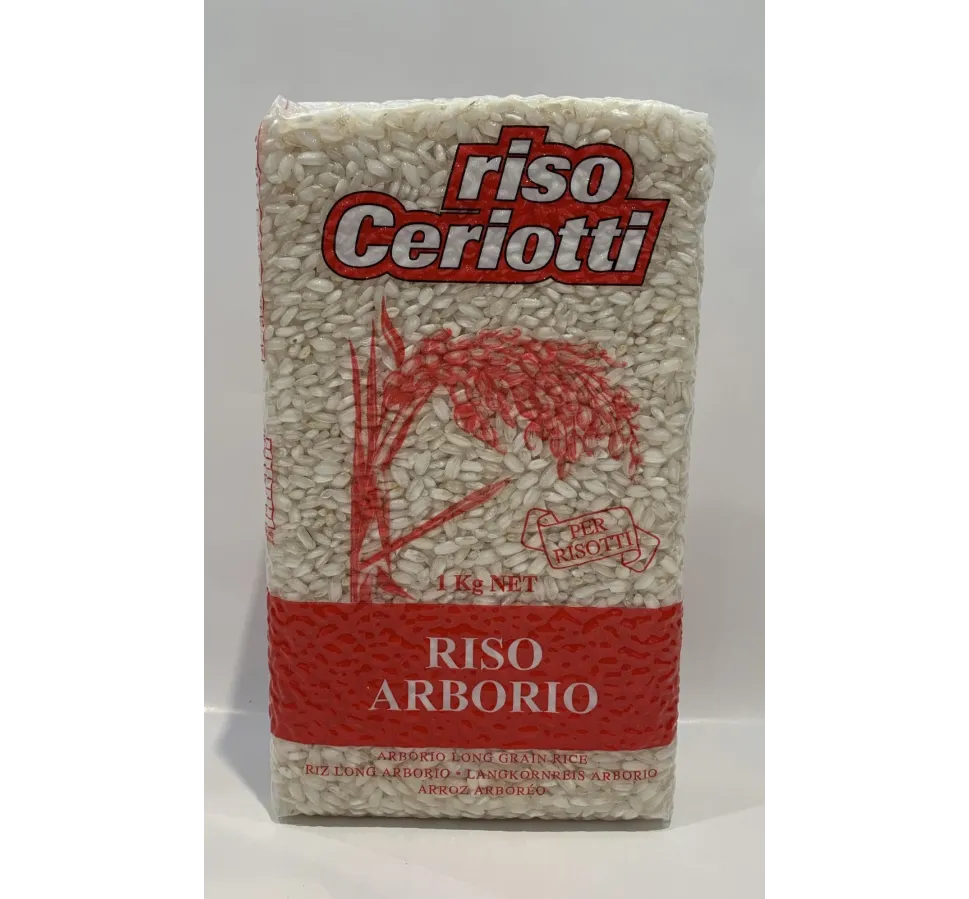 riso
Ceriotti
PER
RISOTTI
1 Kg NET
RISO
ARBORIO
ARBORIO LONG GRAIN RICE
RIZ LONG ARBORIO • LANGKORNREIS ARBORIO
ARROZ ARBORÉO